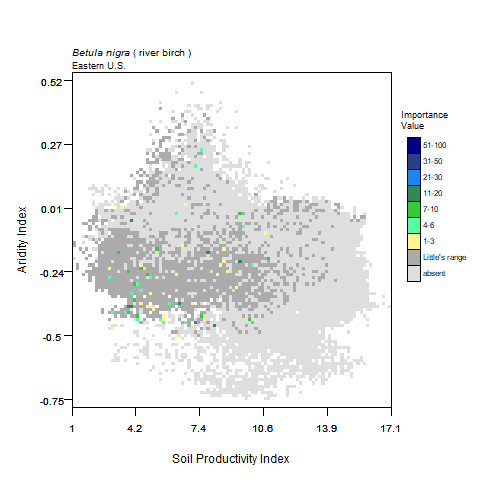 Betula nigra ( river birch )
Eastern U.S.
0.52
0.27
0.01
-0.24
-0.5
-0.75
Aridity Index
1 4.2 7.4 10.6 13.9 17.1
Soil Productivity Index
Importance
Value
51-100
31-50
21-30
11-20
7-10
4-6
1-3
Little's range
absent